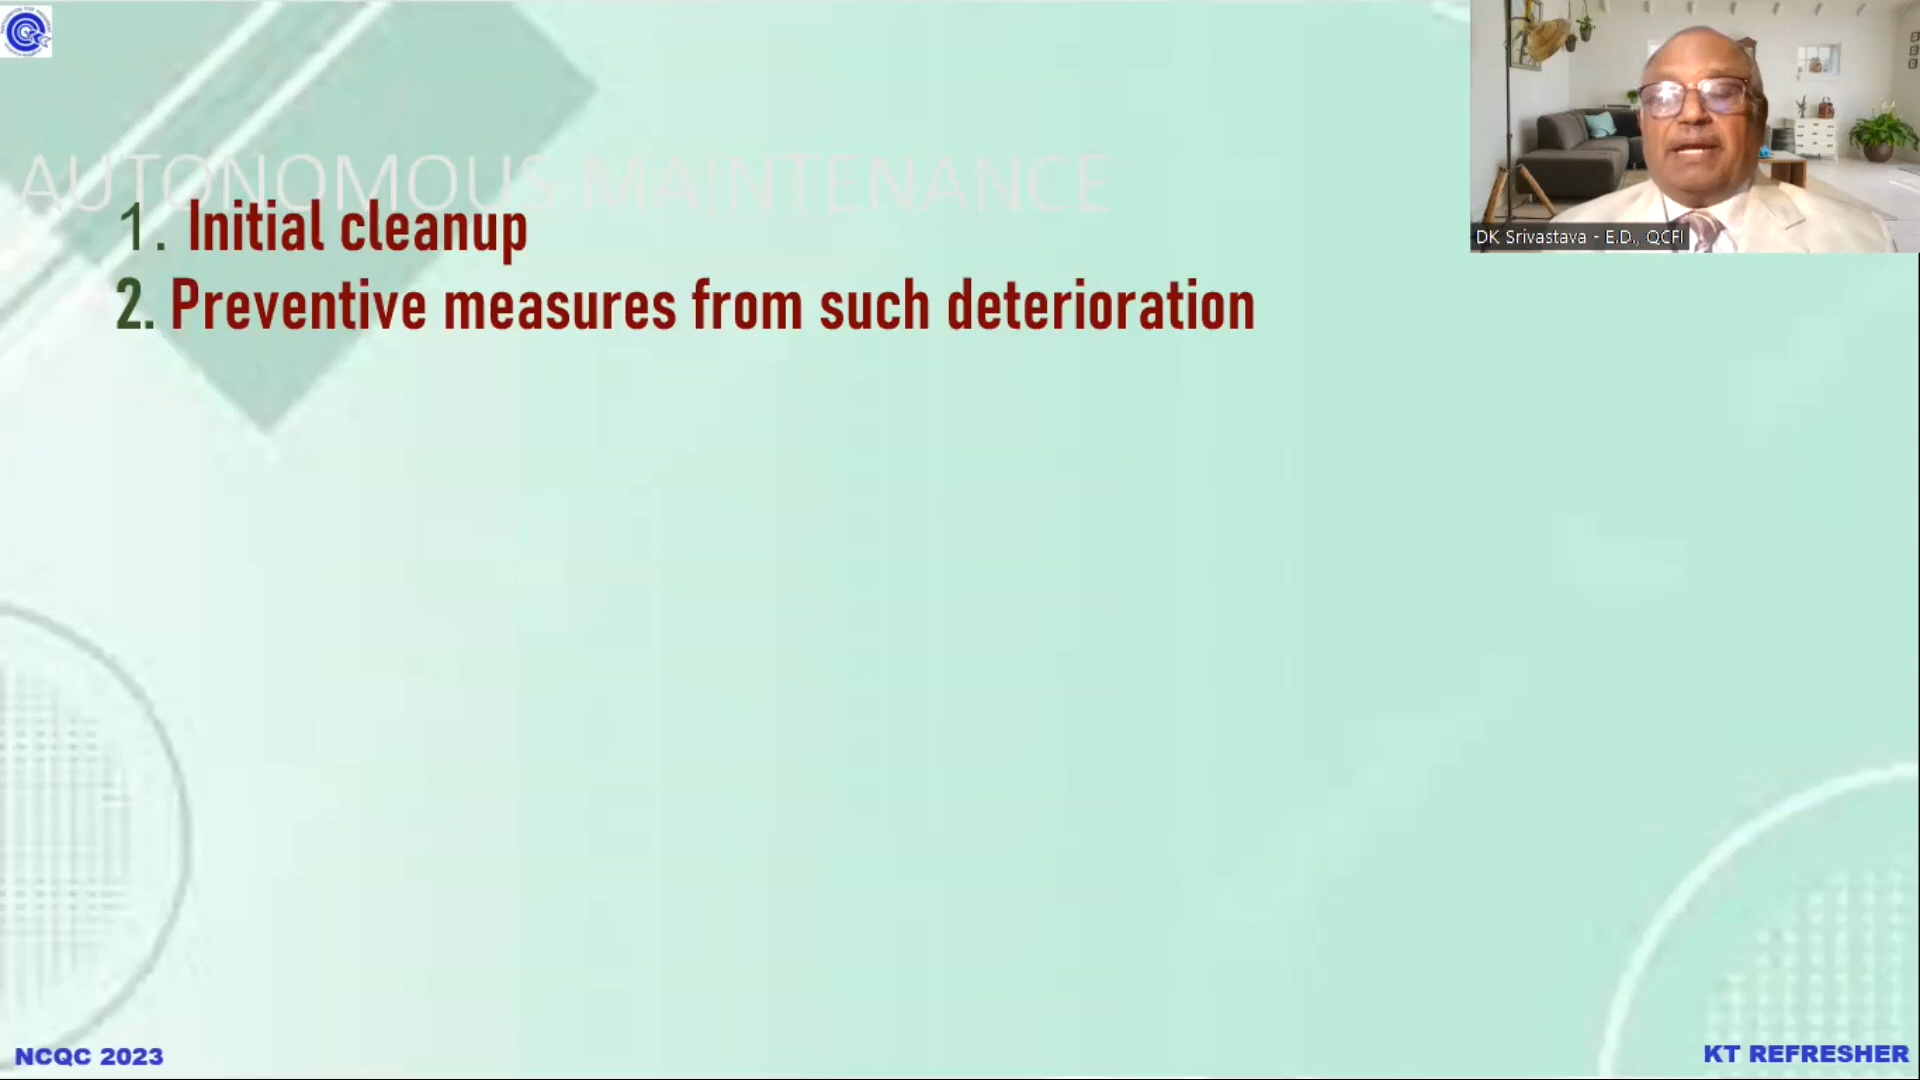 AUTONOMOUS MAINTENANCE
1. Initial cleanup
2. Preventive measures from such deterioration
DK Srivastava - E.D., QCFI
NCQC 2023
KT REFRESHER